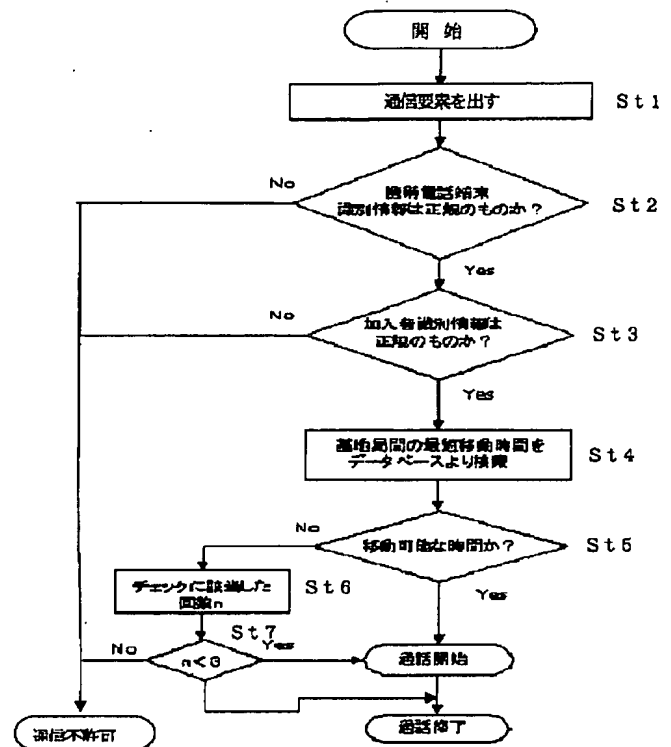 開 始
通信要求を出す
St1
No
携帯電話端末
識別情報は正規のものか？
St2
Yes
No
加入者識別情報は
正規のものか？
St3
Yes
基地局間の最短移動時間を
データベースより検索
St4
No
移動可能な時間か？
St5
Yes
チェックに該当した
回数n
St6
St7
No
Yes
通話開始
通信不許可
通話終了